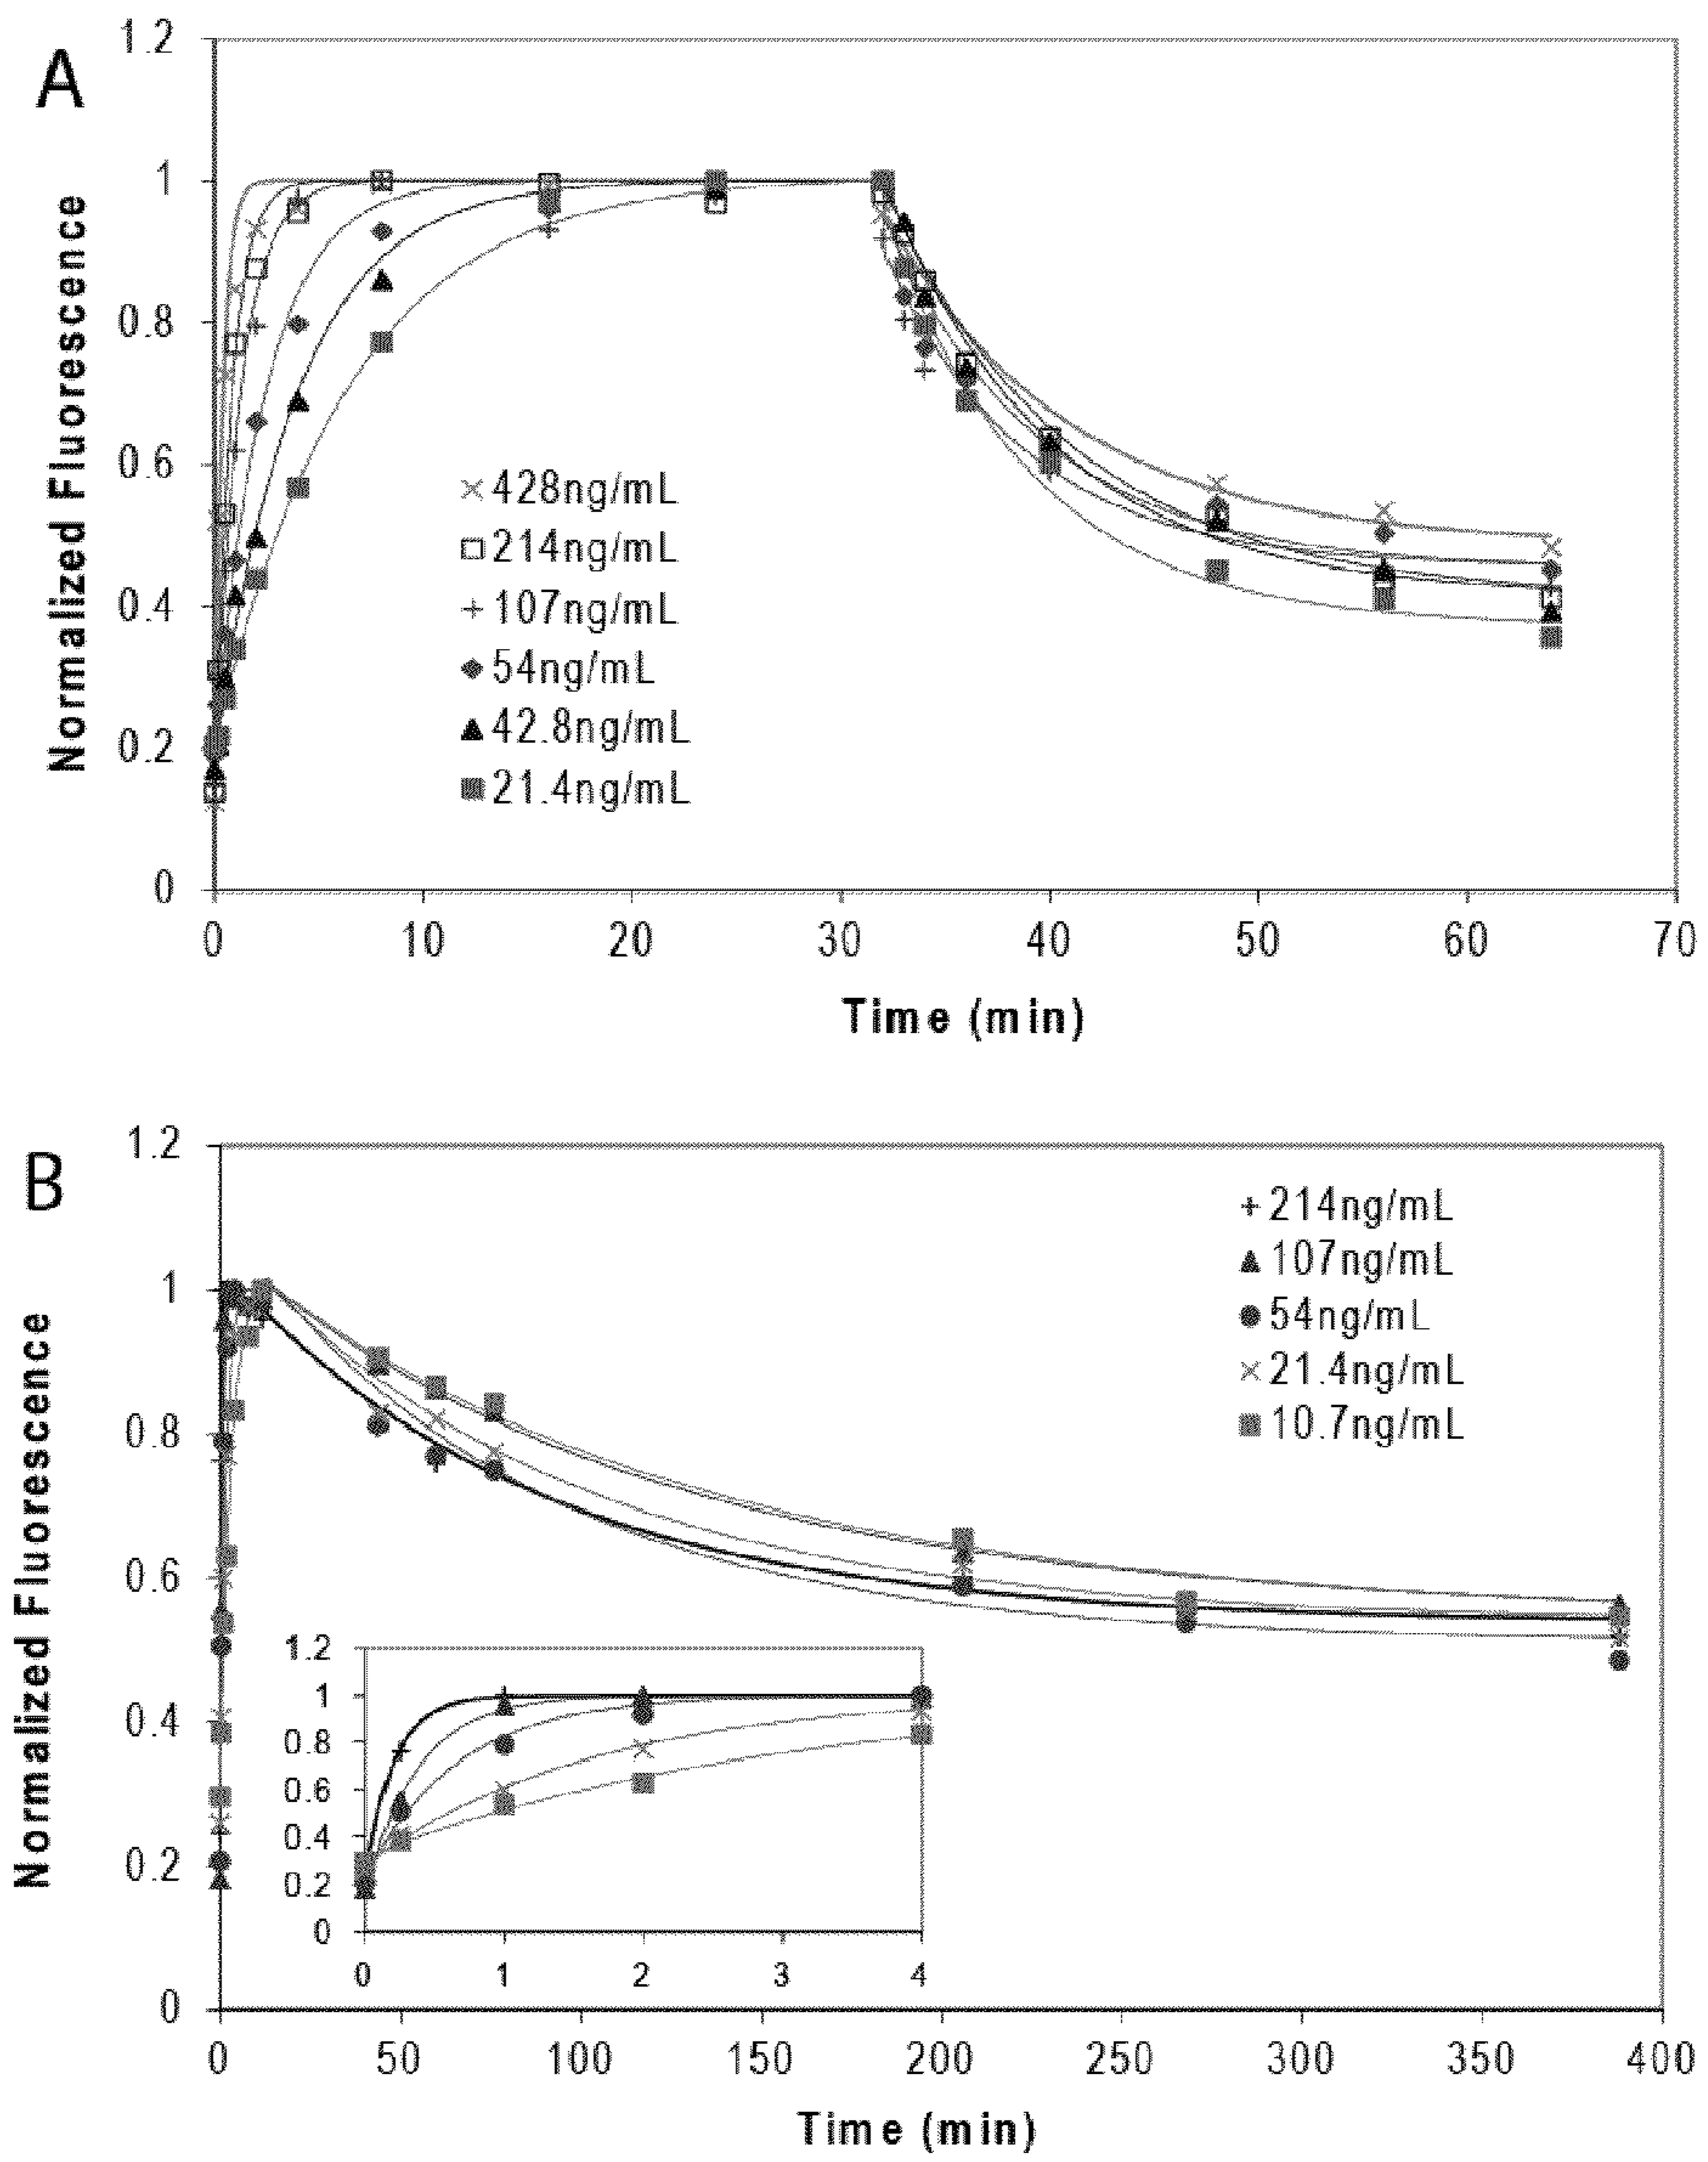 A
1.2
1
0.8
0.6
0.4
0.2
0
Normalized Fluorescence
428ng/mL
214ng/mL
107ng/mL
54ng/mL
42.8ng/mL
21.4ng/mL
0 10 20 30 40 50 60 70
Time (min)
B
1.2
1
0.8
0.6
0.4
0.2
0
Normalized Fluorescence
214ng/mL
107ng/mL
54ng/mL
21.4ng/mL
10.7ng/mL
1.2
1
0.8
0.6
0.4
0.2
0
0 1 2 3 4
0 50 100 150 200 250 300 350 400
Time (min)